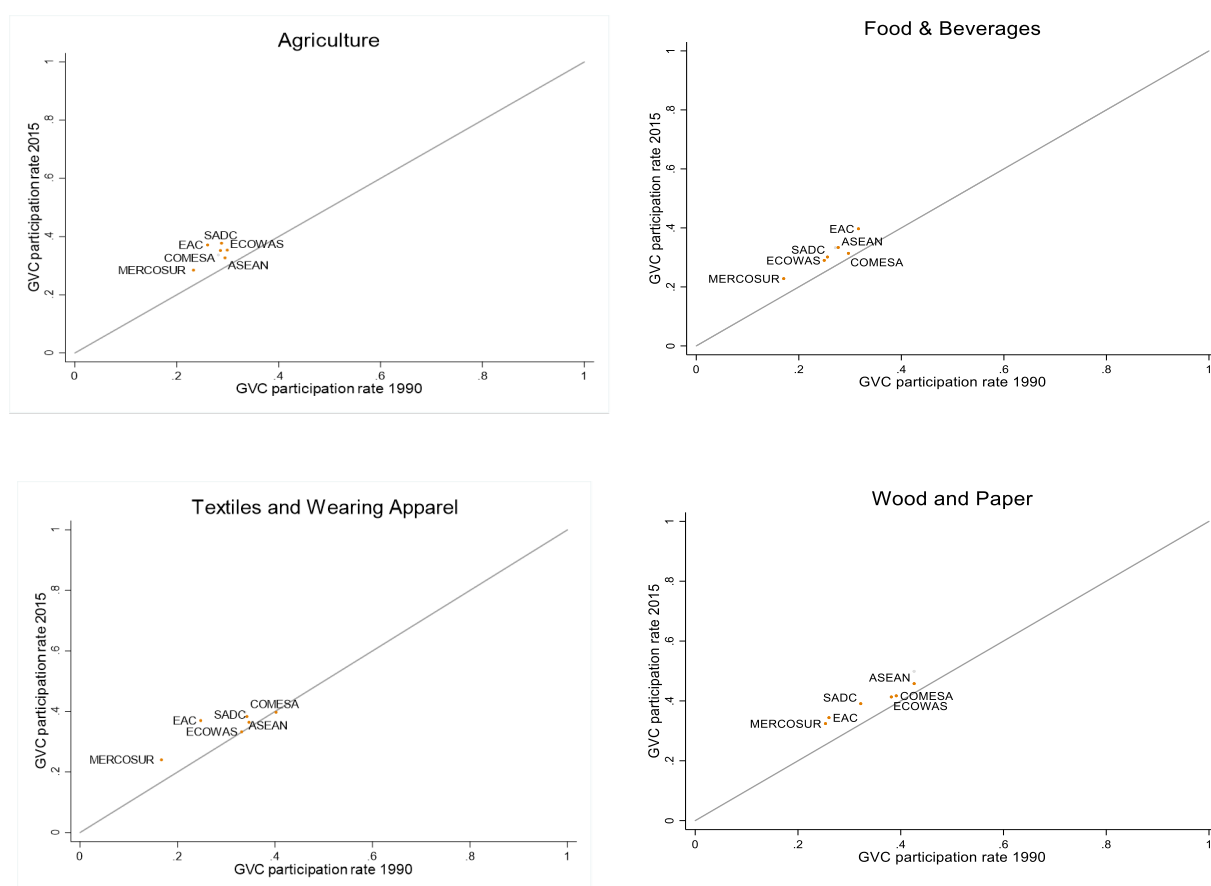 Agriculture
GVC participation rate 2015
1
.8
.6
.4
.2
0
SADC
EAC
ECOWAS
COMESA
ASEAN
MERCOSUR
0 .2 .4 .6 .8 1
GVC participation rate 1990
Food & Beverages
GVC participation rate 2015
1
.8
.6
.4
.2
0
EAC
ASEAN
SADC
ECOWAS
COMESA
MERCOSUR
0 .2 .4 .6 .8 1
GVC participation rate 1990
Textiles and Wearing Apparel
GVC participation rate 2015
1
.8
.6
.4
.2
0
COMESA
SADC
EAC
ASEAN
ECOWAS
MERCOSUR
0 .2 .4 .6 .8 1
GVC participation rate 1990
Wood and Paper
GVC participation rate 2015
1
.8
.6
.4
.2
0
ASEAN
SADC
COMESA
ECOWAS
EAC
MERCOSUR
0 .2 .4 .6 .8 1
GVC participation rate 1990